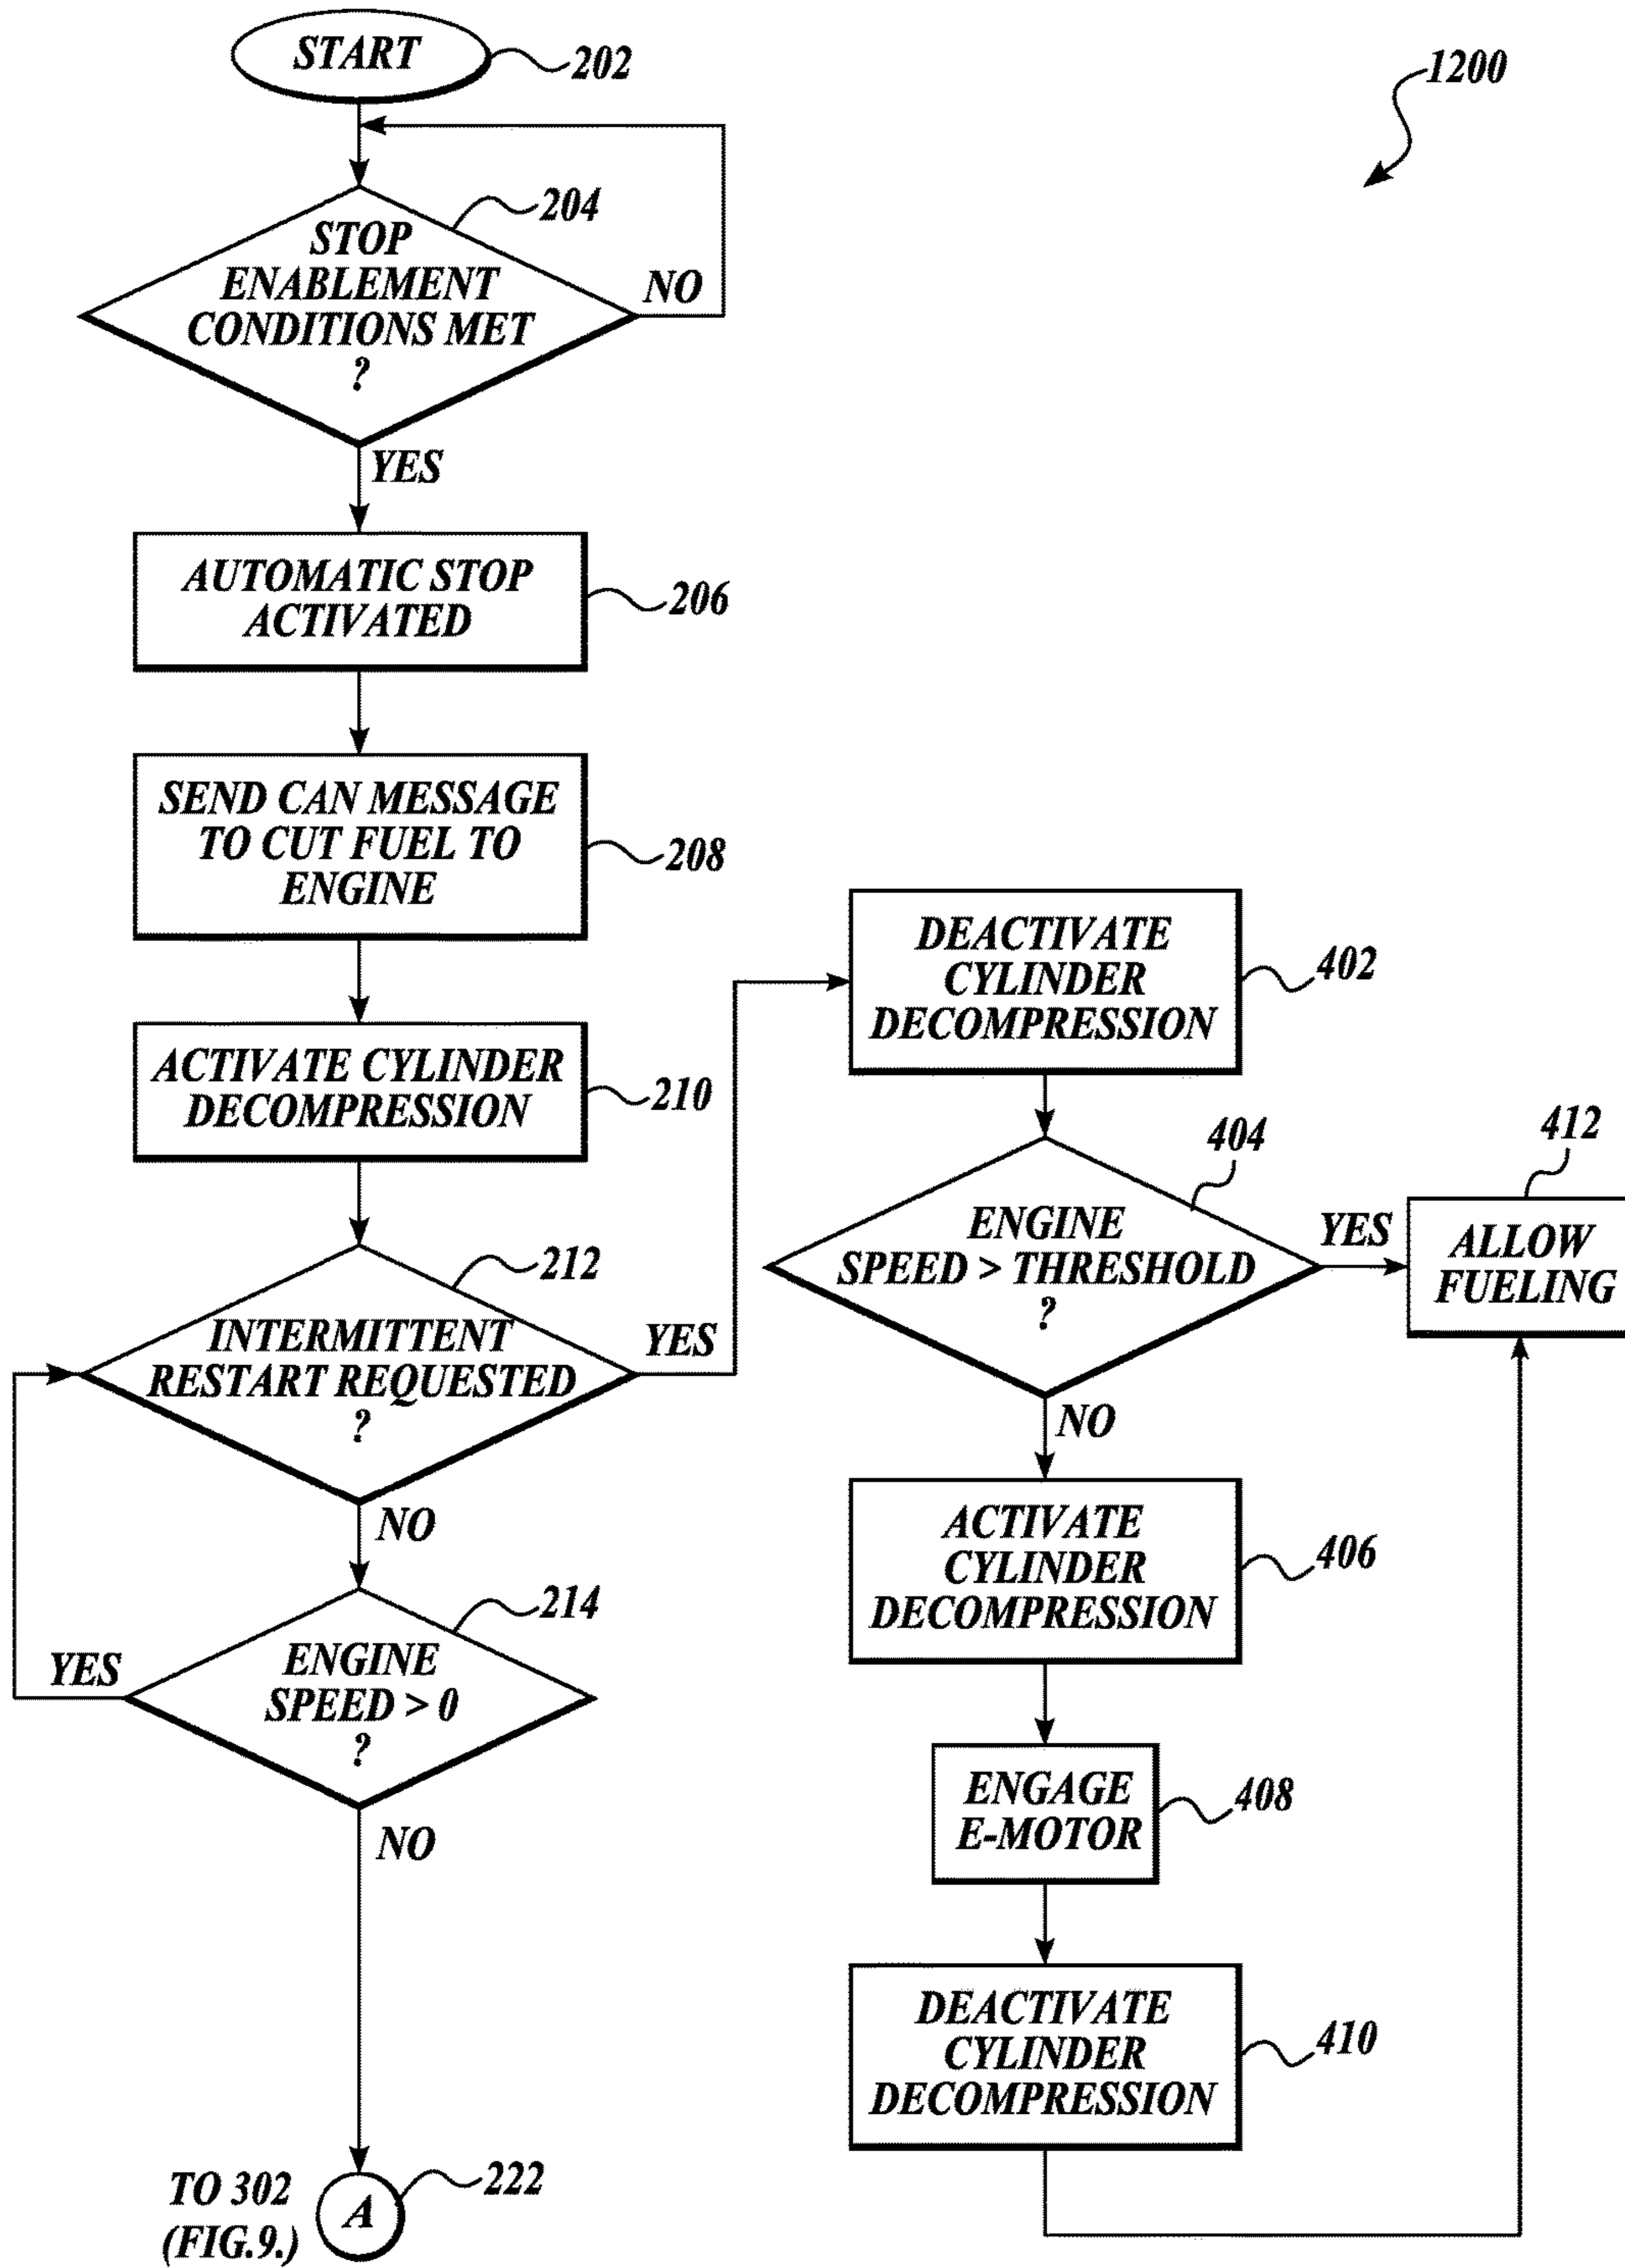 START
202
1200
204
STOP
ENABLEMENT
CONDITIONS MET
?
NO
YES
AUTOMATIC STOP
ACTIVATED
206
SEND CAN MESSAGE
TO CUT FUEL TO
ENGINE
208
ACTIVATE CYLINDER
DECOMPRESSION
210
212
INTERMITTENT
RESTART REQUESTED
?
YES
NO
214
ENGINE
SPEED > 0
?
YES
NO
TO 302
(FIG.9.)
A
222
DEACTIVATE
CYLINDER
DECOMPRESSION
402
404
ENGINE
SPEED > THRESHOLD
?
YES
412
ALLOW
FUELING
NO
ACTIVATE
CYLINDER
DECOMPRESSION
406
ENGAGE
E-MOTOR
408
DEACTIVATE
CYLINDER
DECOMPRESSION
410